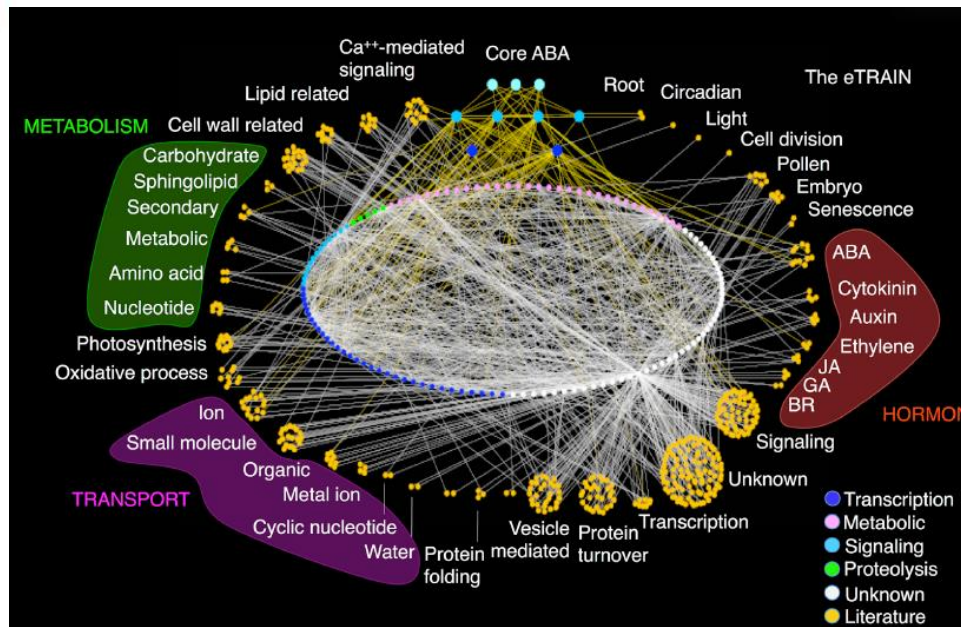 Ca++-mediated
signaling
Core ABA
The eTRAIN
Root
Circadian
Light
Cell division
Pollen
Embryo
Senescence
Lipid related
Cell wall related
METABOLISM
Carbohydrate
Sphingolipid
Secondary
Metabolic
Amino acid
Nucleotide
Photosynthesis
Oxidative process
ABA
Cytokinin
Auxin
Ethylene
JA
GA
BR
HORMON
Ion
Small molecule
Organic
Metal ion
Cyclic nucleotide
Water
TRANSPORT
Protein
folding
Vesicle
mediated
Protein
turnover
Transcription
Unknown
Signaling
Transcription
Metabolic
Signaling
Proteolysis
Unknown
Literature